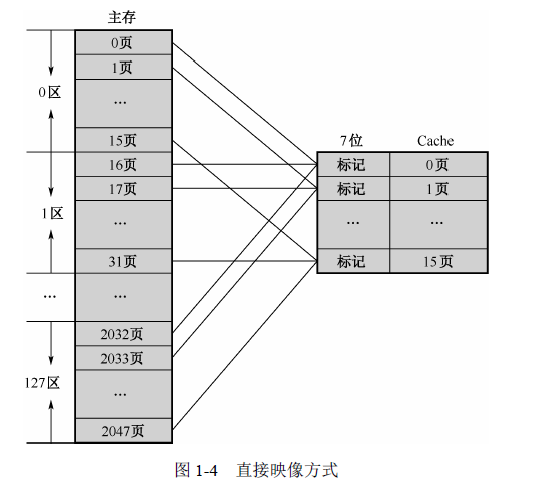 主存
0页
1页
...
15页
16页
17页
...
31页
...
2032页
2033页
...
2047页
0区
1区
...
127区
7位 Cache
标记 0页
标记 1页
... ...
标记 15页
图 1-4 直接映像方式